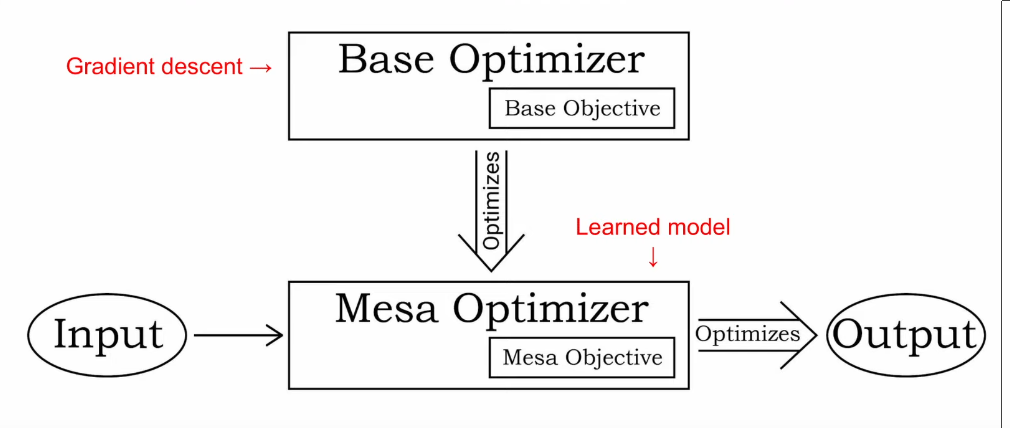 Gradient descent →
Base Optimizer
Base Objective
Optimizes
Learned model
↓
Input
Mesa Optimizer
Mesa Objective
Optimizes
Output